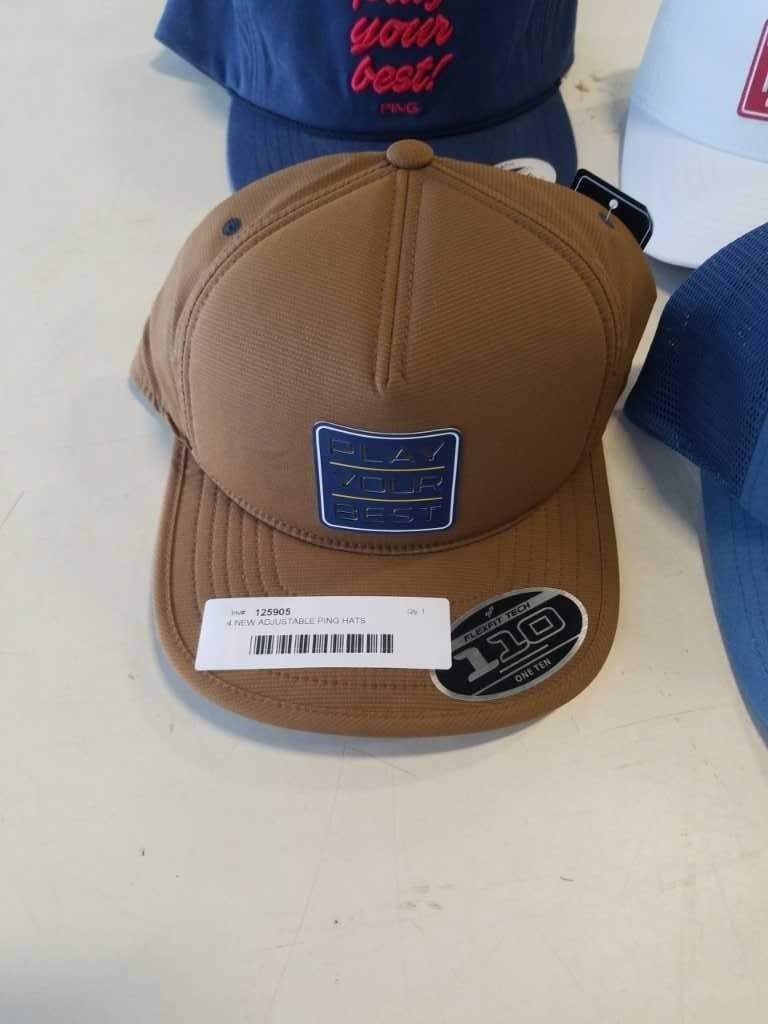 your
best!
PING
PLAY
YOUR
BEST
Inv# 125905 Qty 1
4 NEW ADJUSTABLE PING HATS
FLEXFIT TECH
110
ONE TEN